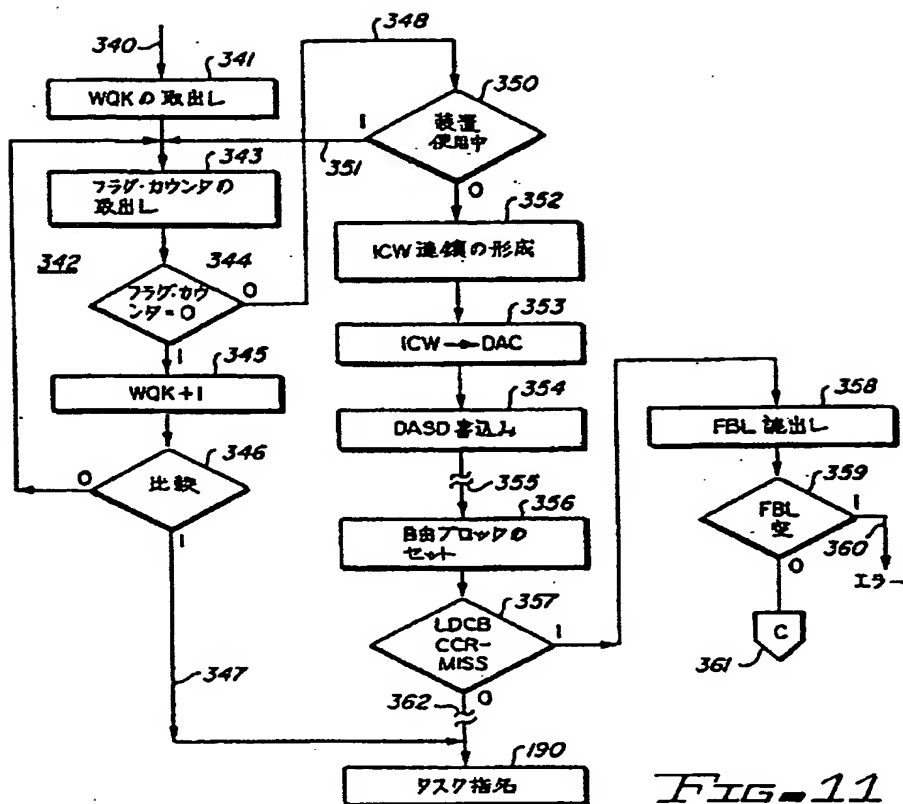 340
341
WQKの取出し
343
フラグ・カウンタの
取出し
342
344
フラグ・カウ
ンタ=0
0
1
345
WQK+1
346
比較
0
1
347
348
350
装置
使用中
1
351
0
352
ICW連鎖の形成
353
ICW→DAC
354
DASD書込み
355
356
自由ブロックの
セット
357
LDCB
CCR-
MISS
1
0
362
190
タスク指名
358
FBL読出し
359
FBL
空
1
360
エラー
0
C
361
FIG-11